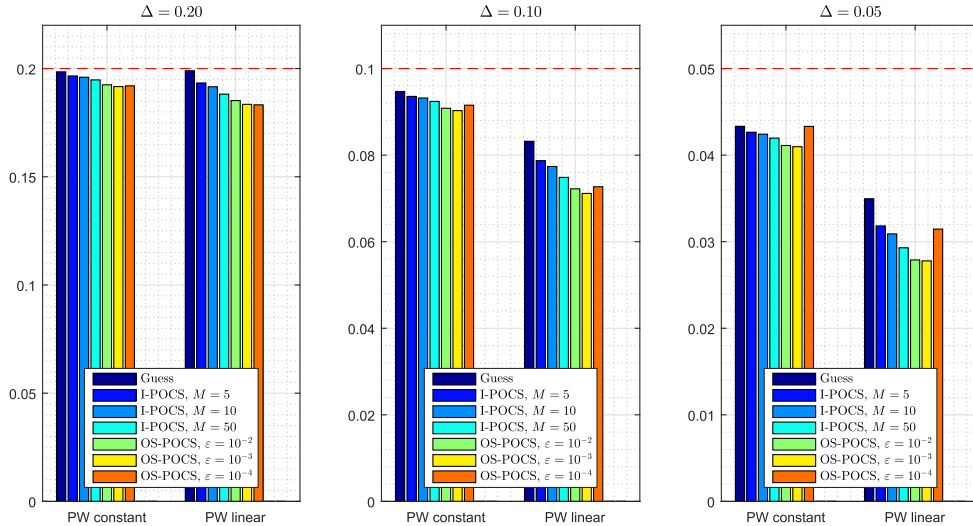 Δ = 0.20
0.2
0.15
0.1
0.05
0
Guess
I-POCS, M = 5
I-POCS, M = 10
I-POCS, M = 50
OS-POCS, ε = 10⁻²
OS-POCS, ε = 10⁻³
OS-POCS, ε = 10⁻⁴
PW constant
PW linear
Δ = 0.10
0.1
0.08
0.06
0.04
0.02
0
Guess
I-POCS, M = 5
I-POCS, M = 10
I-POCS, M = 50
OS-POCS, ε = 10⁻²
OS-POCS, ε = 10⁻³
OS-POCS, ε = 10⁻⁴
PW constant
PW linear
Δ = 0.05
0.05
0.04
0.03
0.02
0.01
0
Guess
I-POCS, M = 5
I-POCS, M = 10
I-POCS, M = 50
OS-POCS, ε = 10⁻²
OS-POCS, ε = 10⁻³
OS-POCS, ε = 10⁻⁴
PW constant
PW linear